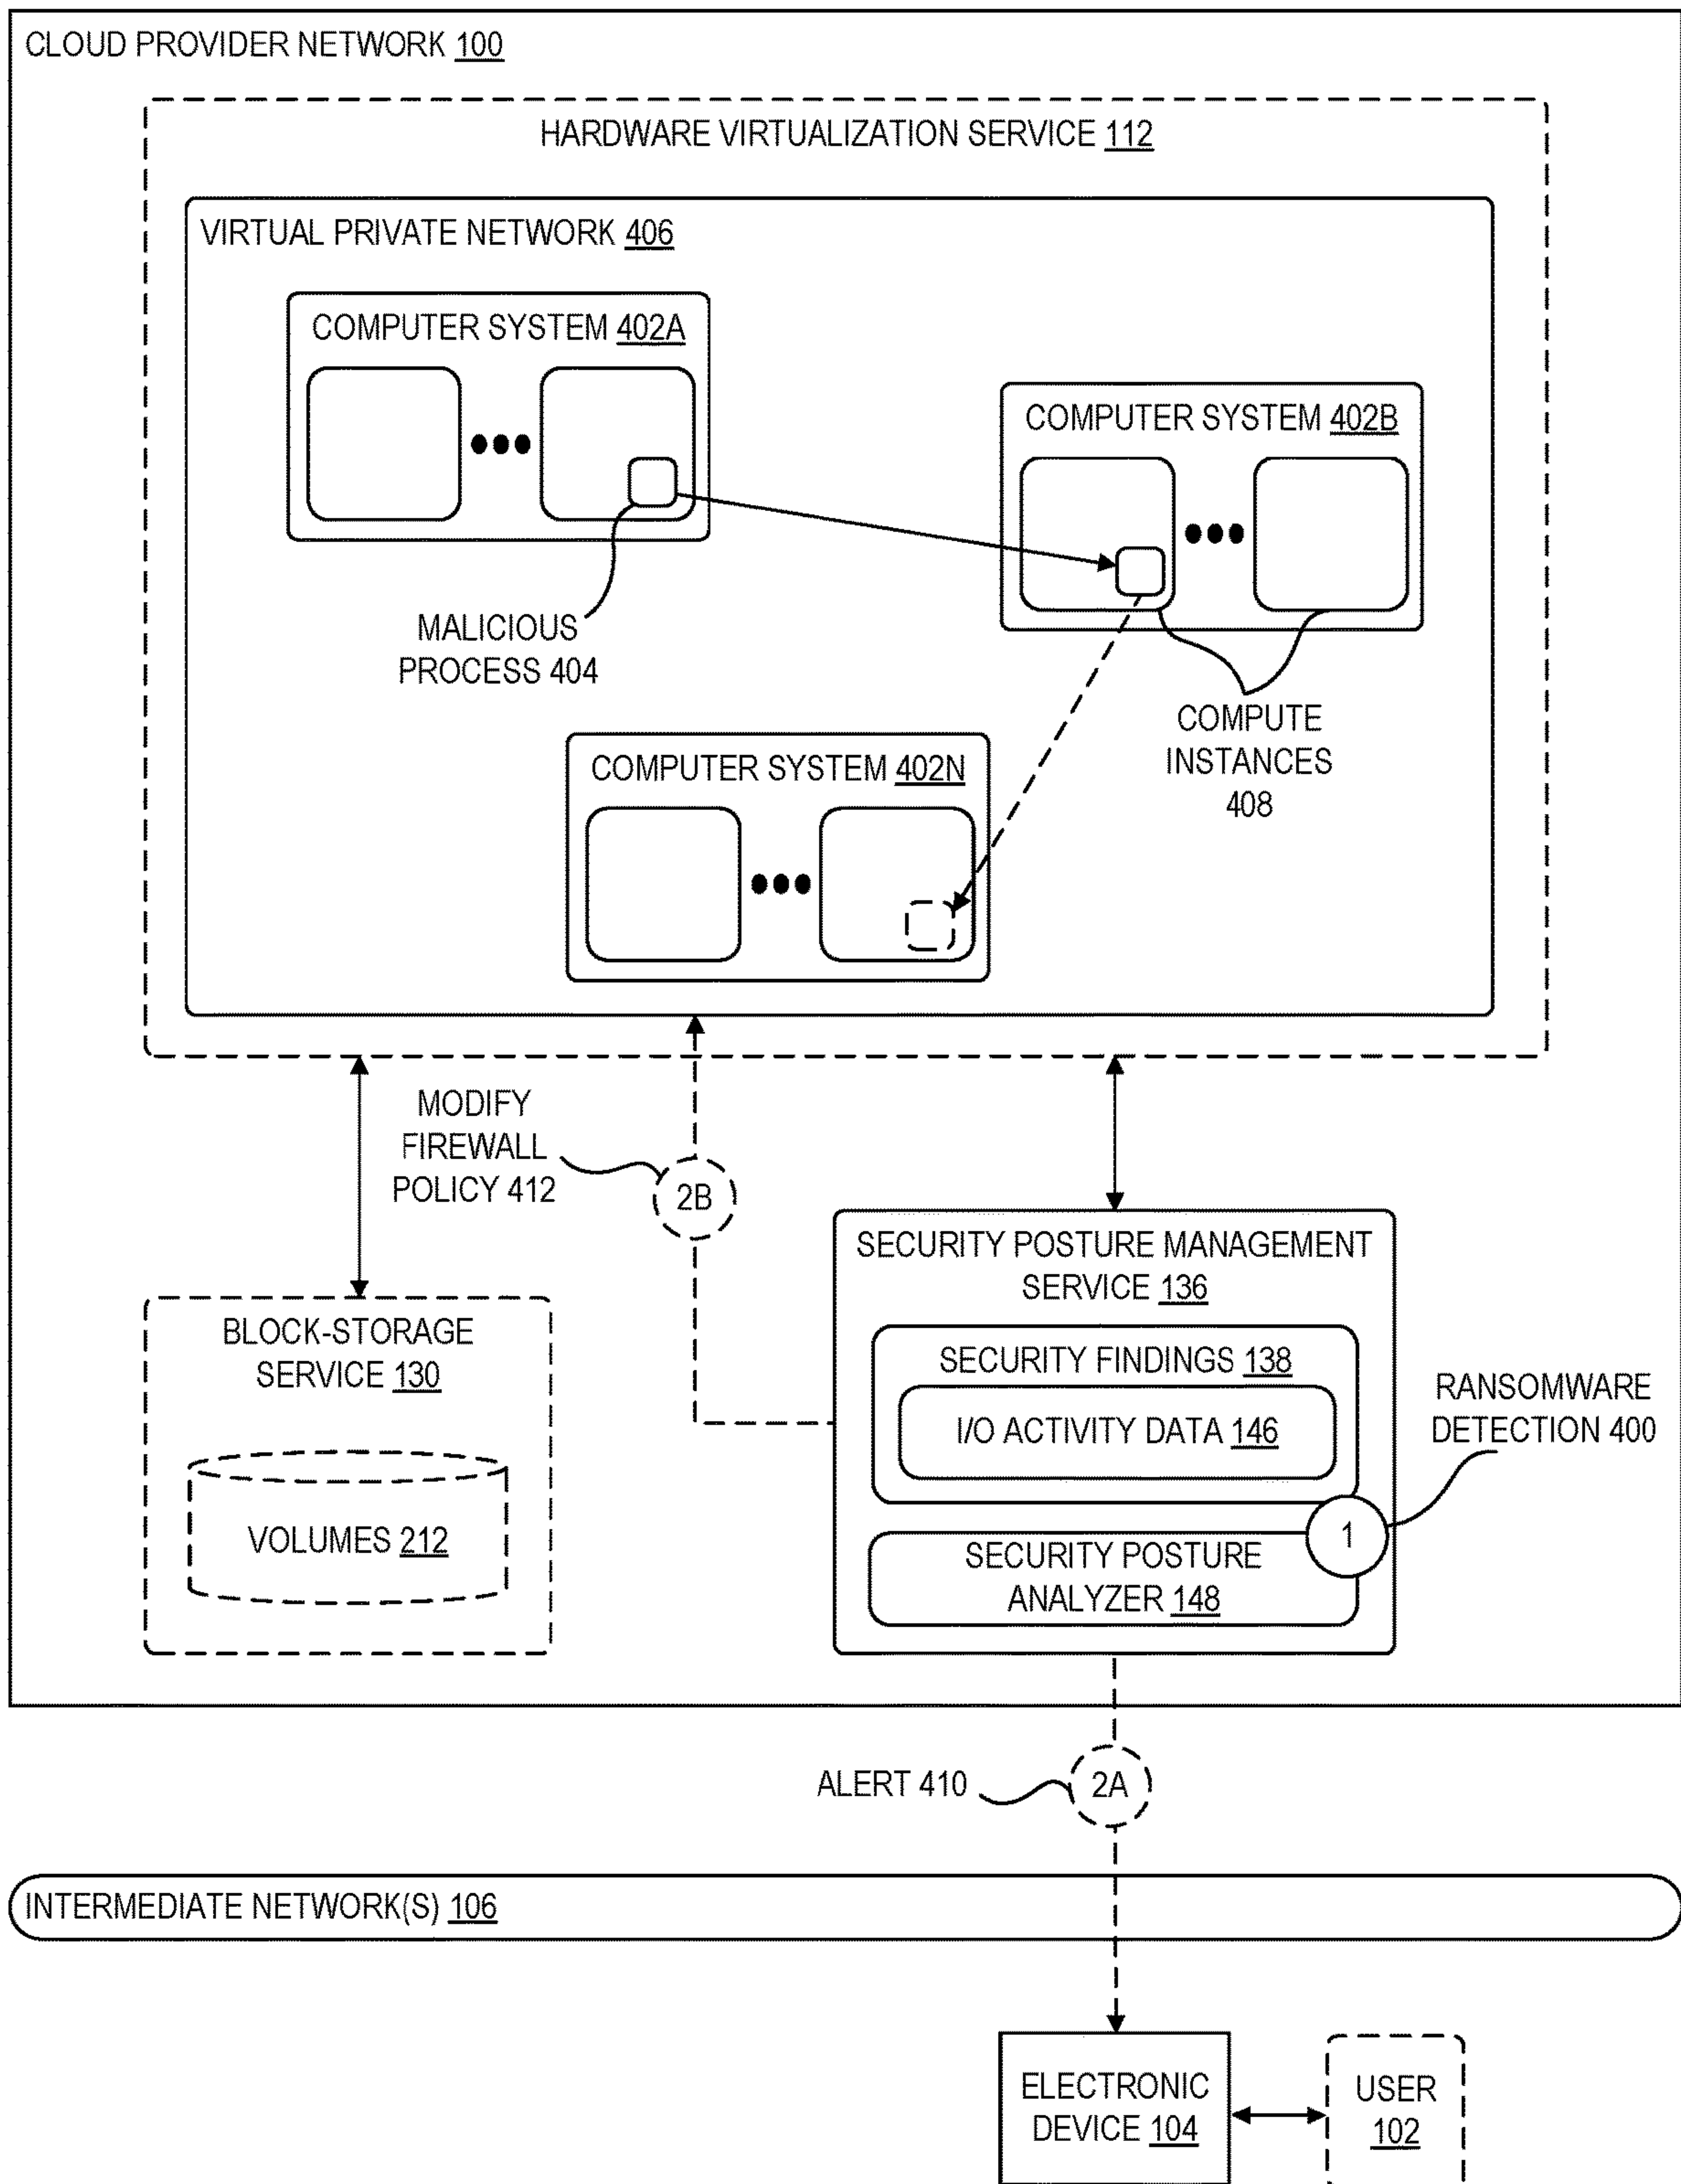 CLOUD PROVIDER NETWORK 100
HARDWARE VIRTUALIZATION SERVICE 112
VIRTUAL PRIVATE NETWORK 406
COMPUTER SYSTEM 402A
COMPUTER SYSTEM 402B
MALICIOUS
PROCESS 404
COMPUTE
INSTANCES
408
COMPUTER SYSTEM 402N
MODIFY
FIREWALL
POLICY 412
2B
SECURITY POSTURE MANAGEMENT
SERVICE 136
SECURITY FINDINGS 138
I/O ACTIVITY DATA 146
RANSOMWARE
DETECTION 400
1
SECURITY POSTURE
ANALYZER 148
BLOCK-STORAGE
SERVICE 130
VOLUMES 212
ALERT 410
2A
INTERMEDIATE NETWORK(S) 106
ELECTRONIC
DEVICE 104
USER
102